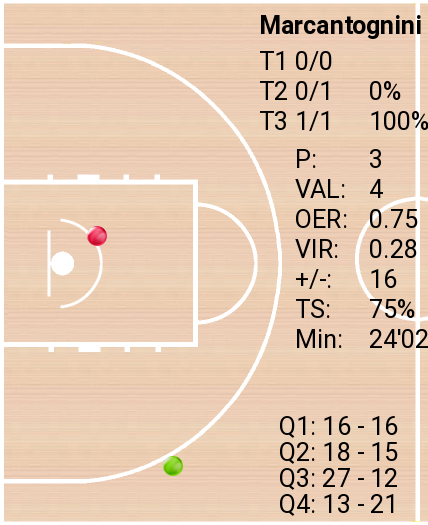 Marcantognini
T1 0/0
T2 0/1 0%
T3 1/1 100%
P: 3
VAL: 4
OER: 0.75
VIR: 0.28
+/-: 16
TS: 75%
Min: 24'02
Q1: 16 - 16
Q2: 18 - 15
Q3: 27 - 12
Q4: 13 - 21